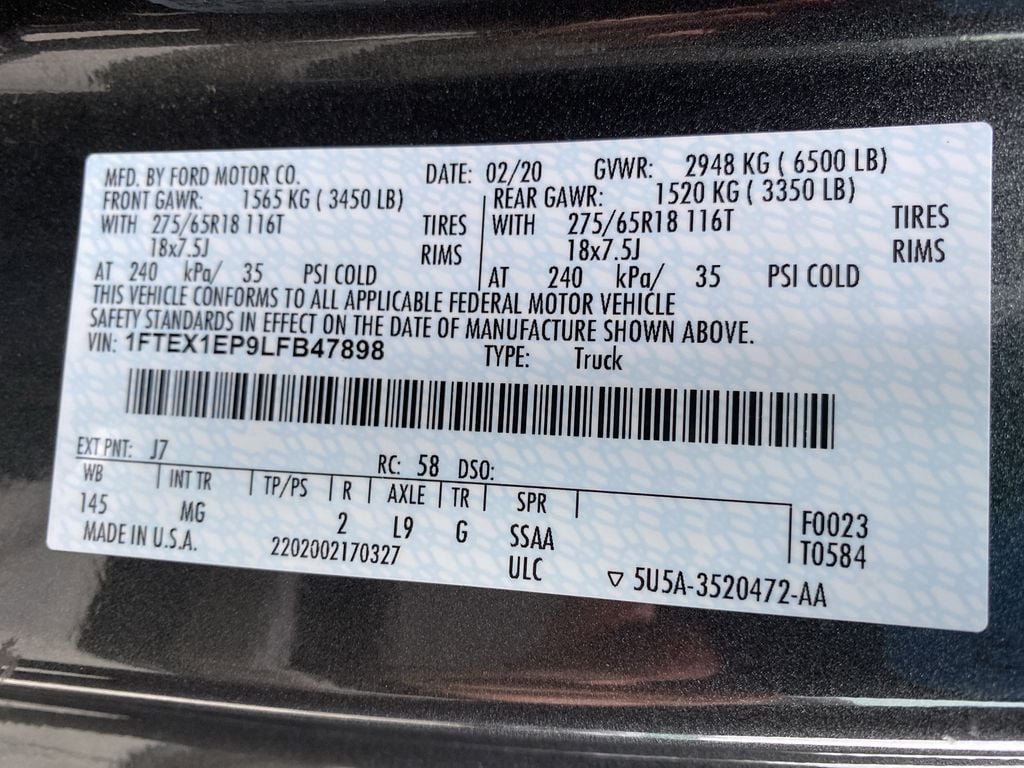 MFD. BY FORD MOTOR CO. DATE: 02/20 GVWR: 2948 KG ( 6500 LB)
FRONT GAWR: 1565 KG ( 3450 LB) REAR GAWR: 1520 KG ( 3350 LB)
WITH 275/65R18 116T TIRES WITH 275/65R18 116T TIRES
18x7.5J RIMS 18x7.5J RIMS
AT 240 kPa/ 35 PSI COLD AT 240 kPa/ 35 PSI COLD
THIS VEHICLE CONFORMS TO ALL APPLICABLE FEDERAL MOTOR VEHICLE
SAFETY STANDARDS IN EFFECT ON THE DATE OF MANUFACTURE SHOWN ABOVE.
VIN: 1FTEX1EP9LFB47898 TYPE: Truck
EXT PNT: J7 RC: 58 DSO:
WB INT TR TP/PS R AXLE TR SPR
145 MG 2 L9 G SSAA F0023
MADE IN U.S.A. 2202002170327 ULC T0584
5U5A-3520472-AA